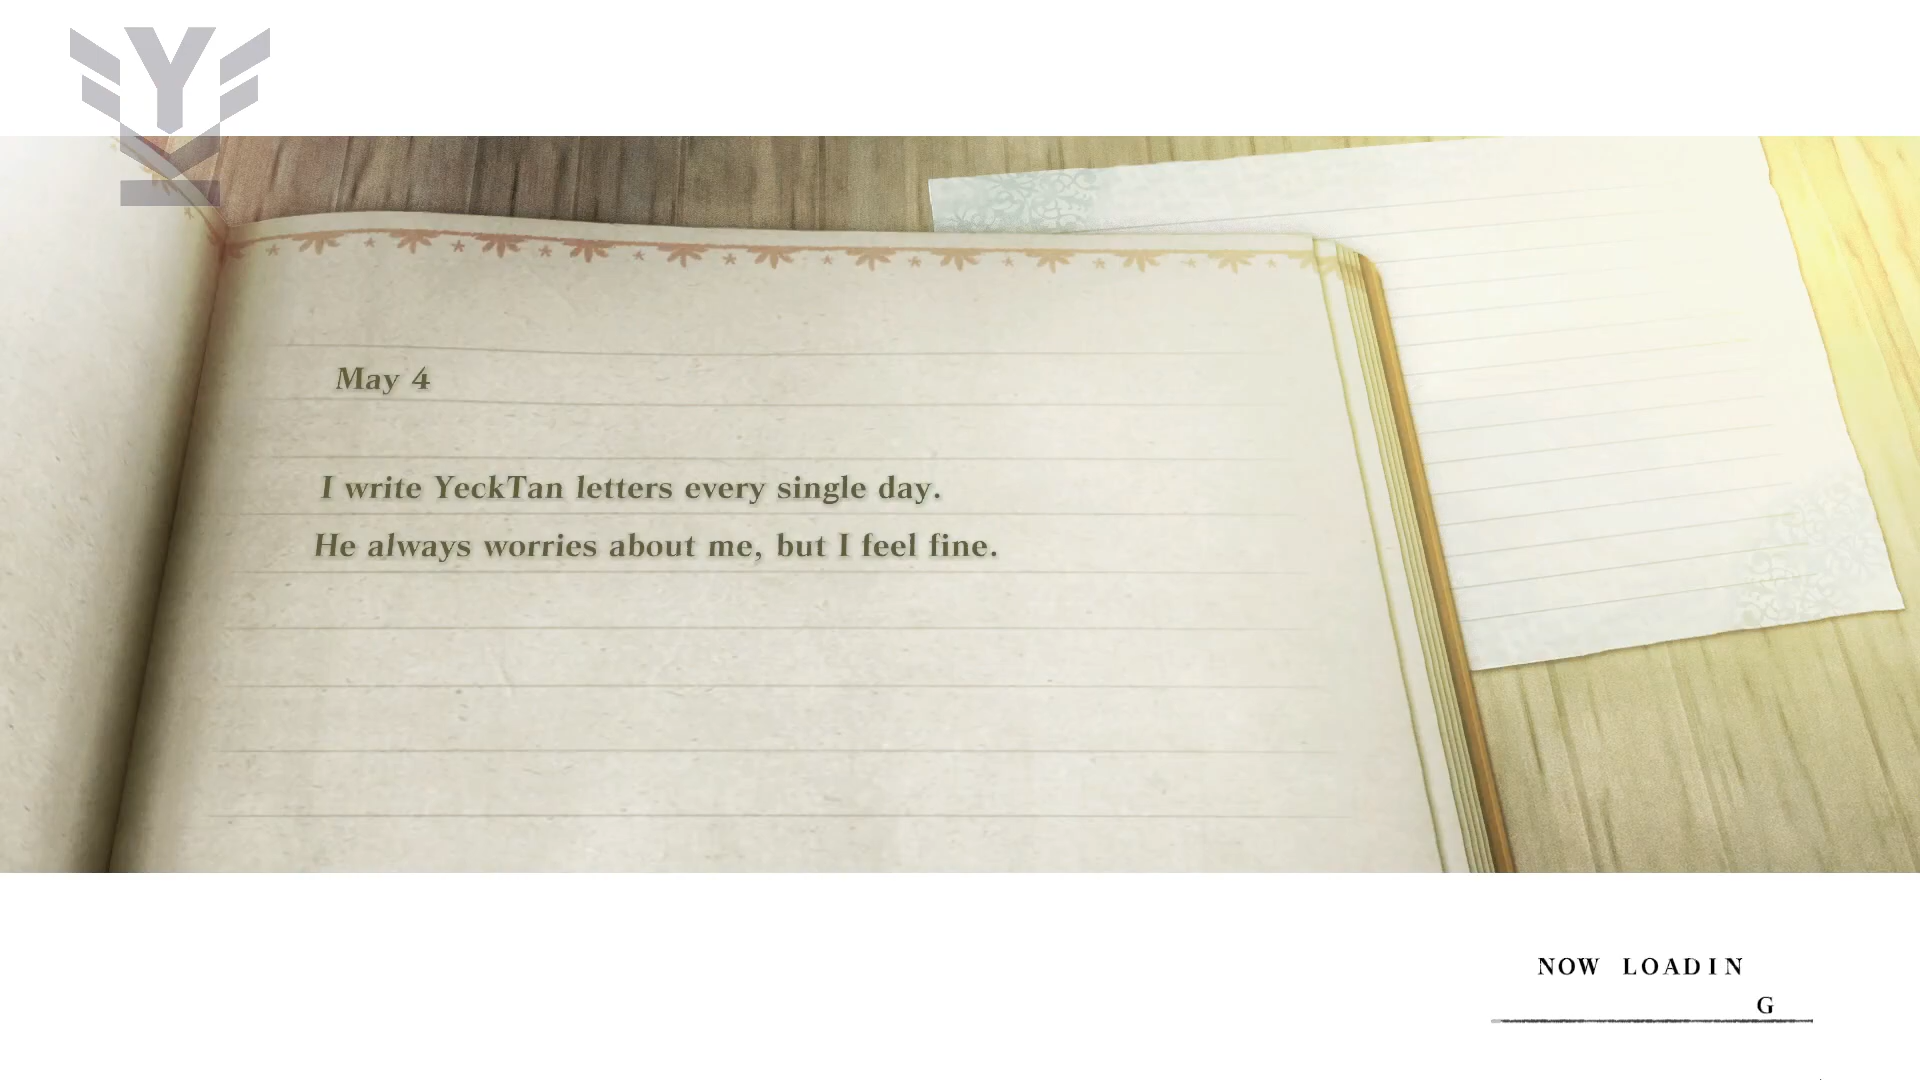 Y
May 4
I write YeckTan letters every single day.
He always worries about me, but I feel fine.
NOW LOADIN
G